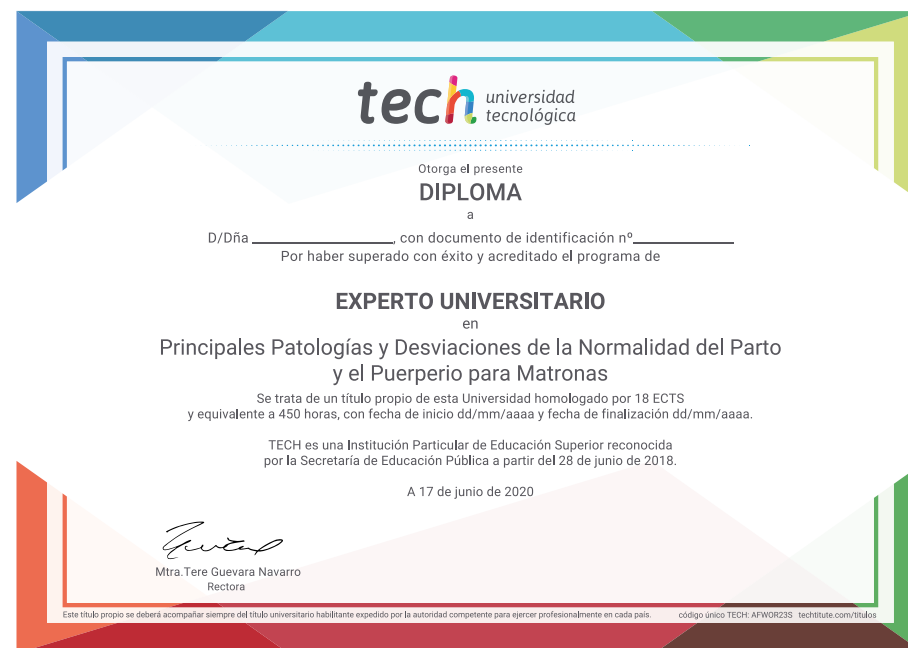 tech universidad
tecnológica
Otorga el presente
DIPLOMA
a
D/Dña ______________, con documento de identificación nº______________
Por haber superado con éxito y acreditado el programa de
EXPERTO UNIVERSITARIO
en
Principales Patologías y Desviaciones de la Normalidad del Parto
y el Puerperio para Matronas
Se trata de un título propio de esta Universidad homologado por 18 ECTS
y equivalente a 450 horas, con fecha de inicio dd/mm/aaaa y fecha de finalización dd/mm/aaaa.
TECH es una Institución Particular de Educación Superior reconocida
por la Secretaría de Educación Pública a partir del 28 de junio de 2018.
A 17 de junio de 2020
Mtra.Tere Guevara Navarro
Rectora
Este título propio se deberá acompañar siempre del título universitario habilitante expedido por la autoridad competente para ejercer profesionalmente en cada país. código único TECH: AFWOR23S techtitute.com/titulos